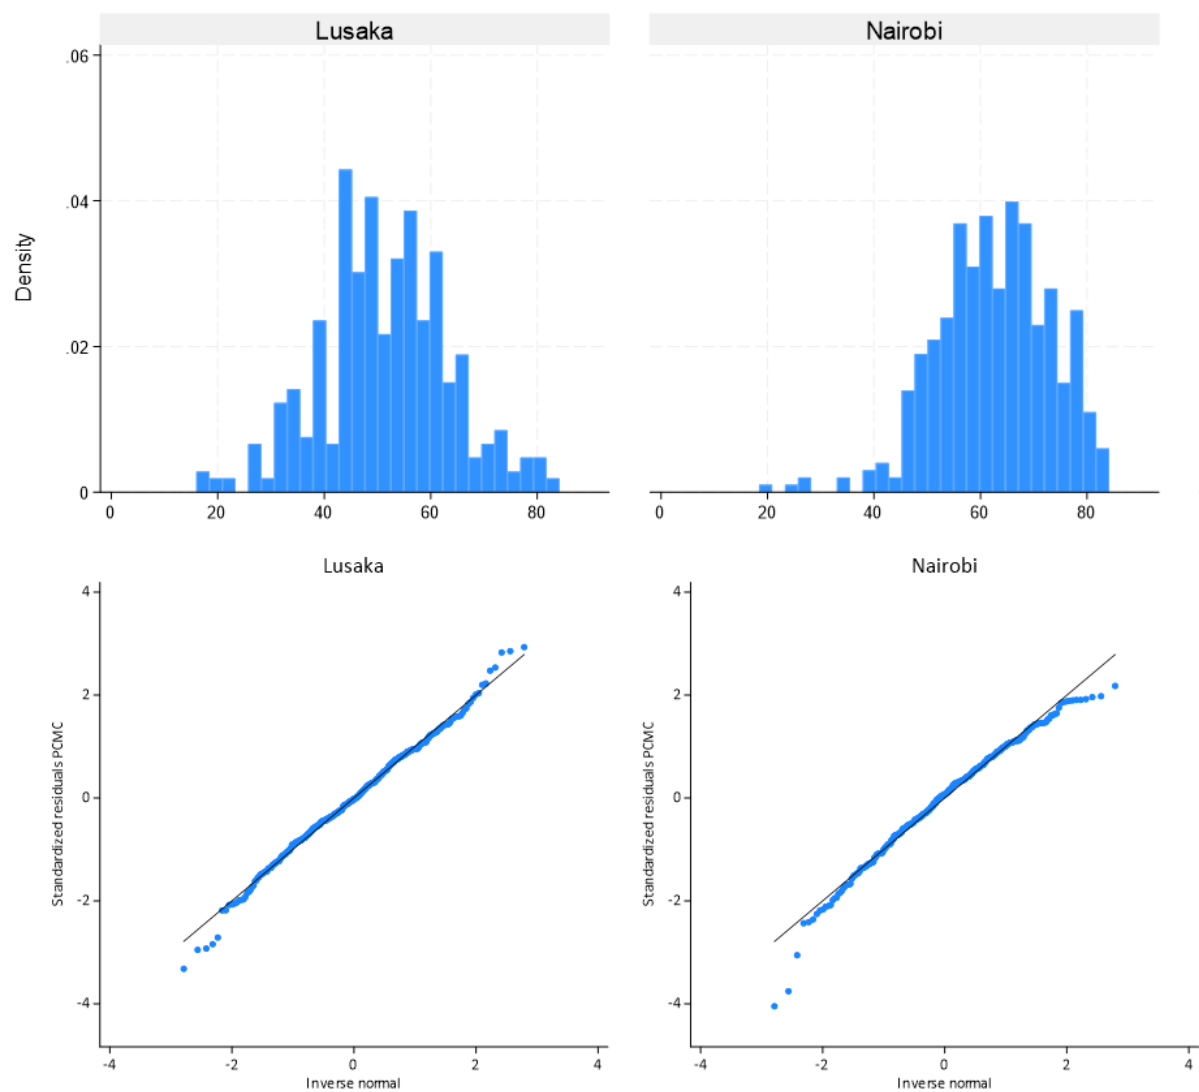 Lusaka
Nairobi
.06
.04
.02
0
Density
0 20 40 60 80
0 20 40 60 80
Lusaka
Nairobi
4
2
0
-2
-4
Standardized residuals PCMC
-4 -2 0 2 4
Inverse normal
4
2
0
-2
-4
Standardized residuals PCMC
-4 -2 0 2 4
Inverse normal